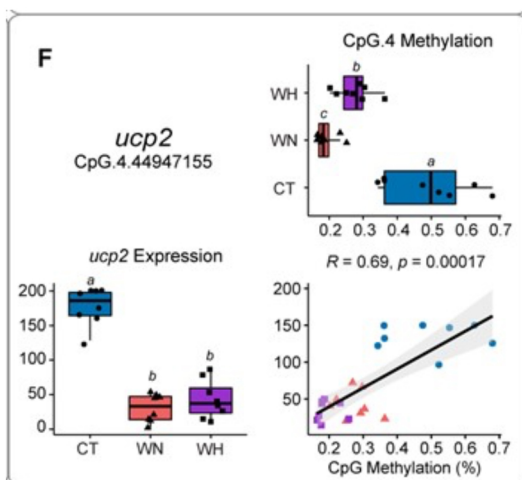 F
CpG.4 Methylation
ucp2
CpG.4.44947155
WH
WN
CT
b
c
a
0.2 0.3 0.4 0.5 0.6 0.7
ucp2 Expression
R = 0.69, p = 0.00017
200
150
100
50
0
a
b
b
CT WN WH
200
150
100
50
0.2 0.3 0.4 0.5 0.6 0.7
CpG Methylation (%)